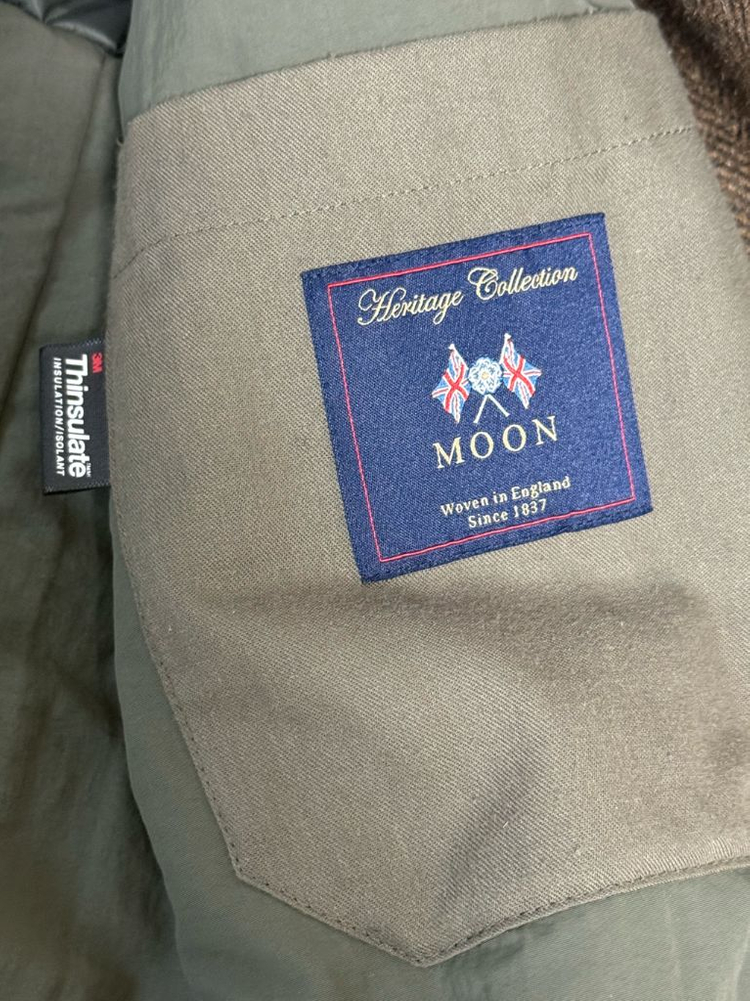 Heritage Collection
MOON
Woven in England
Since 1837
3M
Thinsulate
INSULATION/ISOLANT